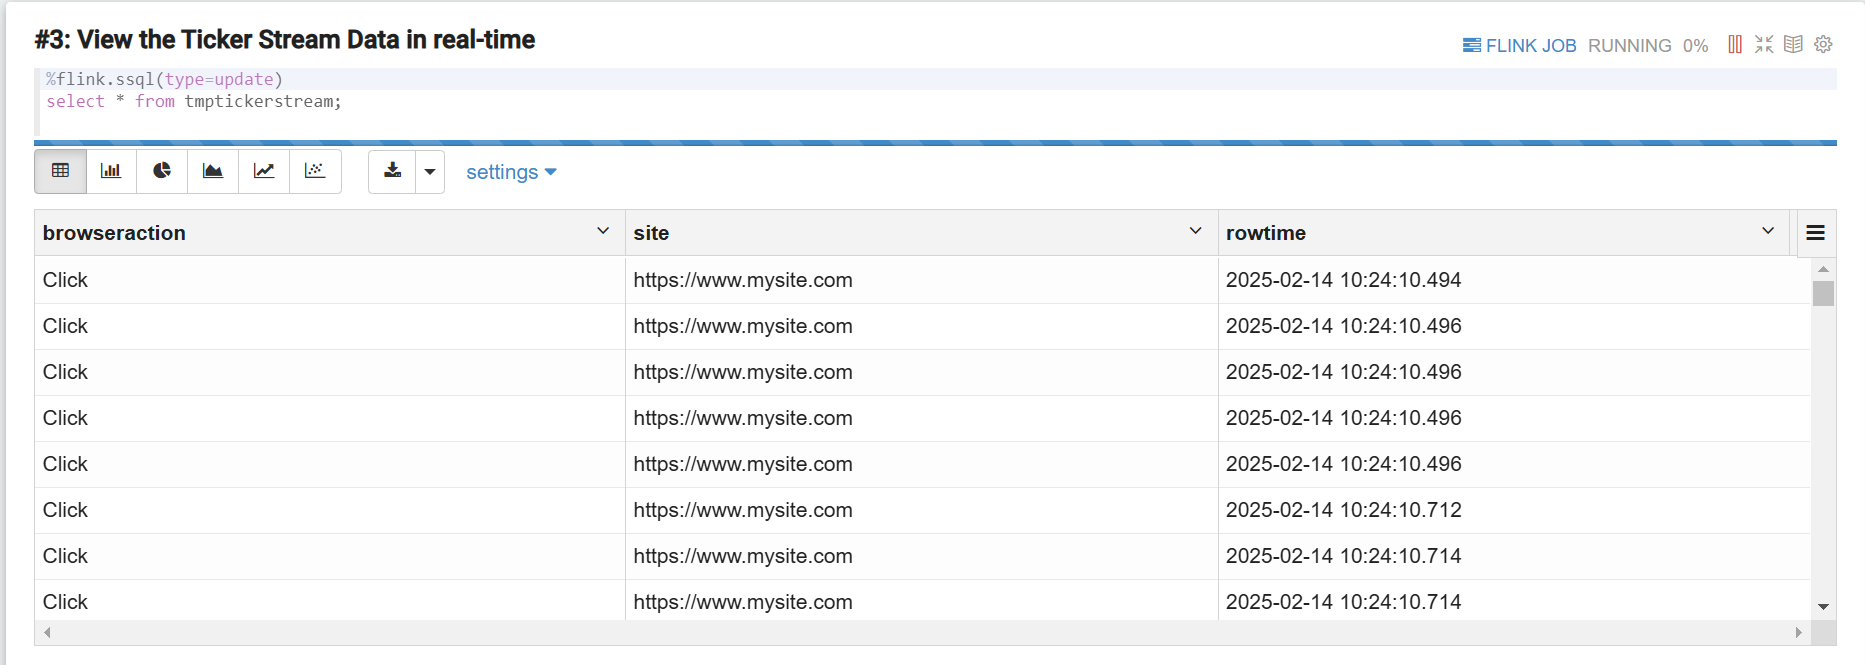 #3: View the Ticker Stream Data in real-time
FLINK JOB RUNNING 0%
%flink.ssql(type=update)
select * from tmptickerstream;
settings
browseraction site rowtime
Click https://www.mysite.com 2025-02-14 10:24:10.494
Click https://www.mysite.com 2025-02-14 10:24:10.496
Click https://www.mysite.com 2025-02-14 10:24:10.496
Click https://www.mysite.com 2025-02-14 10:24:10.496
Click https://www.mysite.com 2025-02-14 10:24:10.496
Click https://www.mysite.com 2025-02-14 10:24:10.712
Click https://www.mysite.com 2025-02-14 10:24:10.714
Click https://www.mysite.com 2025-02-14 10:24:10.714